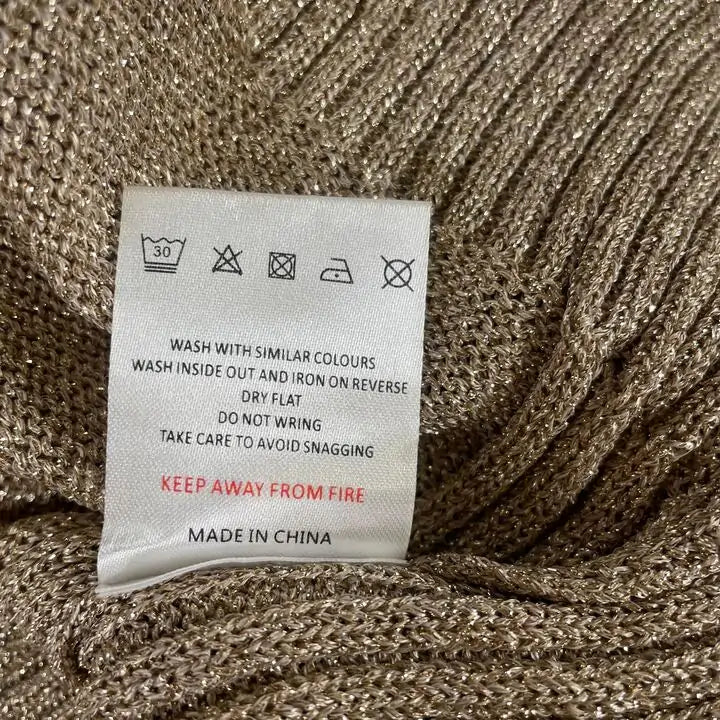 30
WASH WITH SIMILAR COLOURS
WASH INSIDE OUT AND IRON ON REVERSE
DRY FLAT
DO NOT WRING
TAKE CARE TO AVOID SNAGGING
KEEP AWAY FROM FIRE
MADE IN CHINA